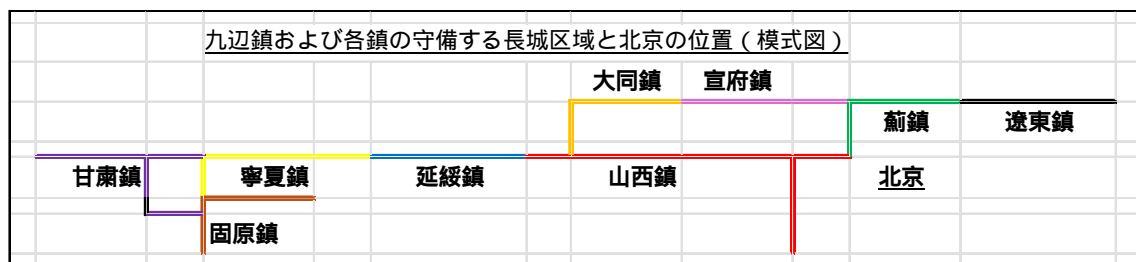 九辺鎮および各鎮の守備する長城区域と北京の位置（模式図）
大同鎮 宣府鎮
薊鎮 遼東鎮
甘粛鎮 寧夏鎮 延綏鎮 山西鎮 北京
固原鎮